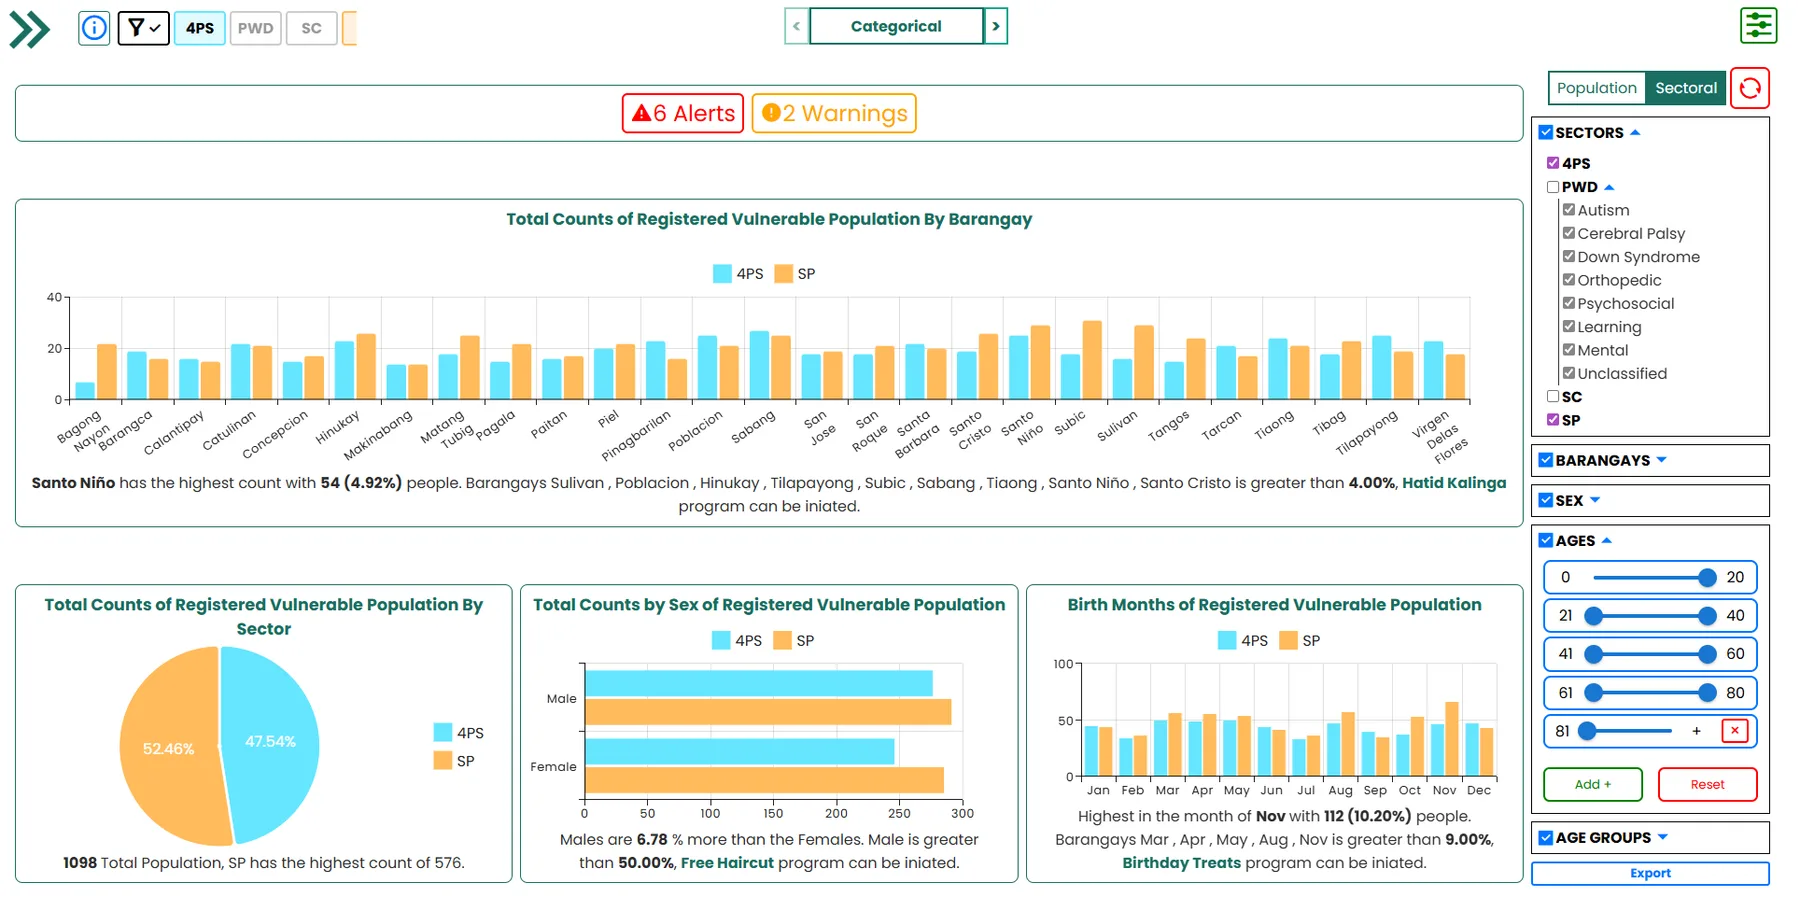 4PS
PWD
SC
<
Categorical
>
Population
Sectoral
6 Alerts
2 Warnings
Total Counts of Registered Vulnerable Population By Barangay
4PS
SP
40
20
0
Bagong
Nayon
Barangca
Calantipay
Catulinan
Concepcion
Hinukay
Makinabang
Matang
Tubig
Pagala
Paitan
Piel
Pinagbarilan
Poblacion
Sabang
San
Jose
San
Roque
Santa
Barbara
Santo
Cristo
Santo
Niño
Subic
Sulivan
Tangos
Tarcan
Tiaong
Tibag
Tilapayong
Virgen
Delas
Flores
Santo Niño has the highest count with 54 (4.92%) people. Barangays Sulivan , Poblacion , Hinukay , Tilapayong , Subic , Sabang , Tiaong , Santo Niño , Santo Cristo is greater than 4.00%, Hatid Kalinga
program can be iniated.
Total Counts of Registered Vulnerable Population By
Sector
52.46%
47.54%
4PS
SP
1098 Total Population, SP has the highest count of 576.
Total Counts by Sex of Registered Vulnerable Population
4PS
SP
Male
Female
0
50
100
150
200
250
300
Males are 6.78 % more than the Females. Male is greater
than 50.00%, Free Haircut program can be iniated.
Birth Months of Registered Vulnerable Population
4PS
SP
100
50
0
Jan
Feb
Mar
Apr
May
Jun
Jul
Aug
Sep
Oct
Nov
Dec
Highest in the month of Nov with 112 (10.20%) people.
Barangays Mar , Apr , May , Aug , Nov is greater than 9.00%,
Birthday Treats program can be iniated.
SECTORS
4PS
PWD
Autism
Cerebral Palsy
Down Syndrome
Orthopedic
Psychosocial
Learning
Mental
Unclassified
SC
SP
BARANGAYS
SEX
AGES
0
20
21
40
41
60
61
80
81
+
×
Add +
Reset
AGE GROUPS
Export